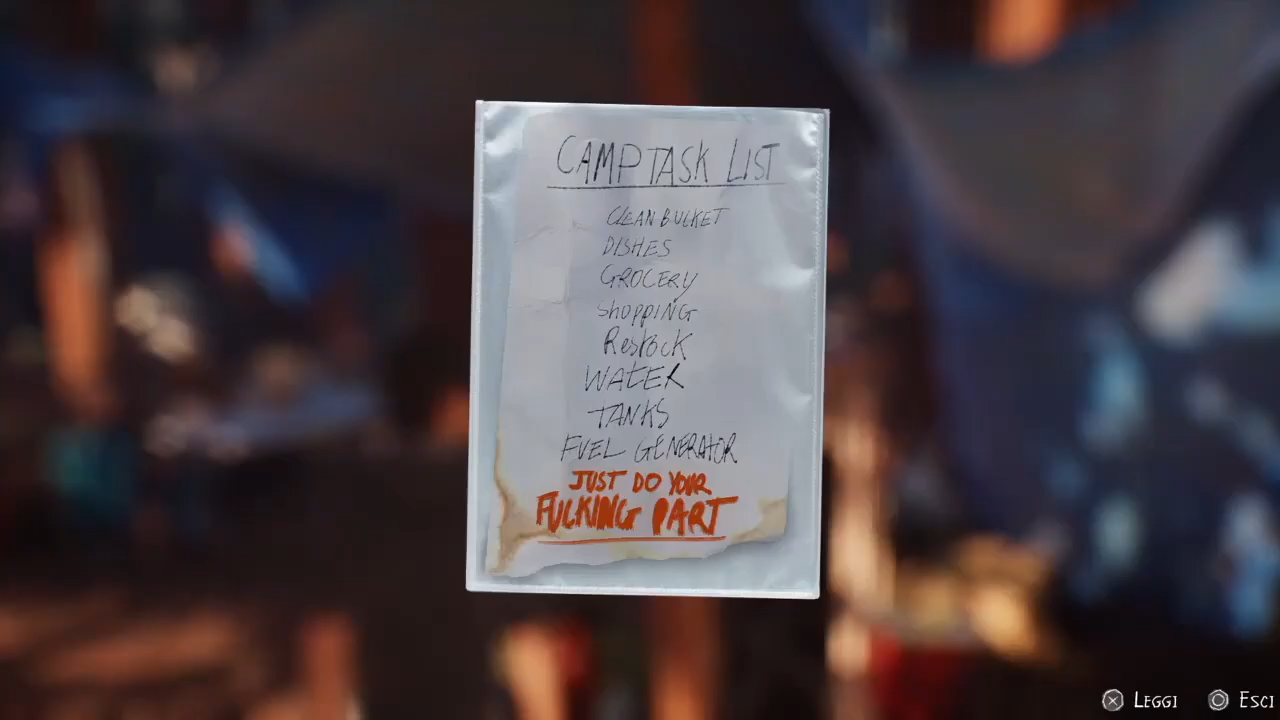 CAMP TASK LIST
CLEAN BUCKET
DISHES
GROCERY
SHOPPING
Restock
WATER
TANKS
FUEL GENERATOR
JUST DO YOUR
FUCKING PART
LEGGI ESCI